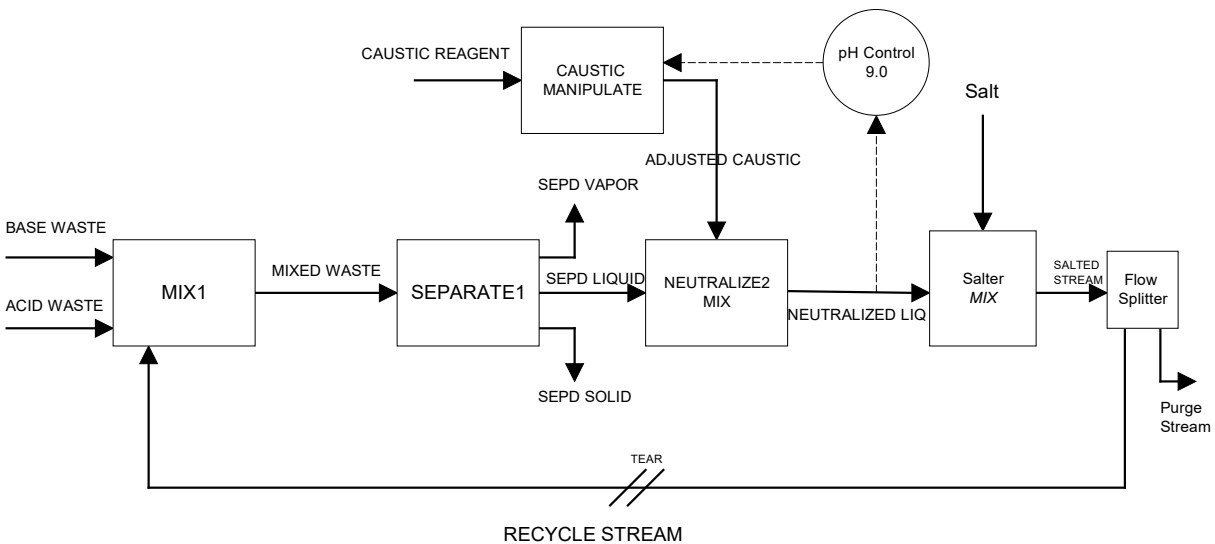 CAUSTIC REAGENT
CAUSTIC
MANIPULATE
pH Control
9.0
Salt
ADJUSTED CAUSTIC
SEPD VAPOR
BASE WASTE
ACID WASTE
MIX1
MIXED WASTE
SEPARATE1
SEPD LIQUID
SEPD SOLID
NEUTRALIZE2
MIX
NEUTRALIZED LIQ
Salter
MIX
SALTED
STREAM
Flow
Splitter
Purge
Stream
TEAR
RECYCLE STREAM